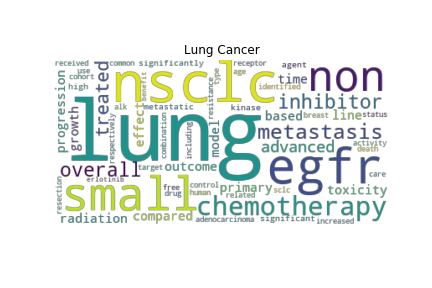 Lung Cancer
received common significantly receptor agent
use cohort nsclc age kinase non
high treated benefit time
progression growth effect inhibitor
alk metastatic resistance type based line status
respectively lung model metastasis breast
combination including advanced egfr activity death
overall outcome
target free primary care
erlotinib small drug control human sclc related toxicity
resection chemotherapy
radiation compared adenocarcinoma significant increased